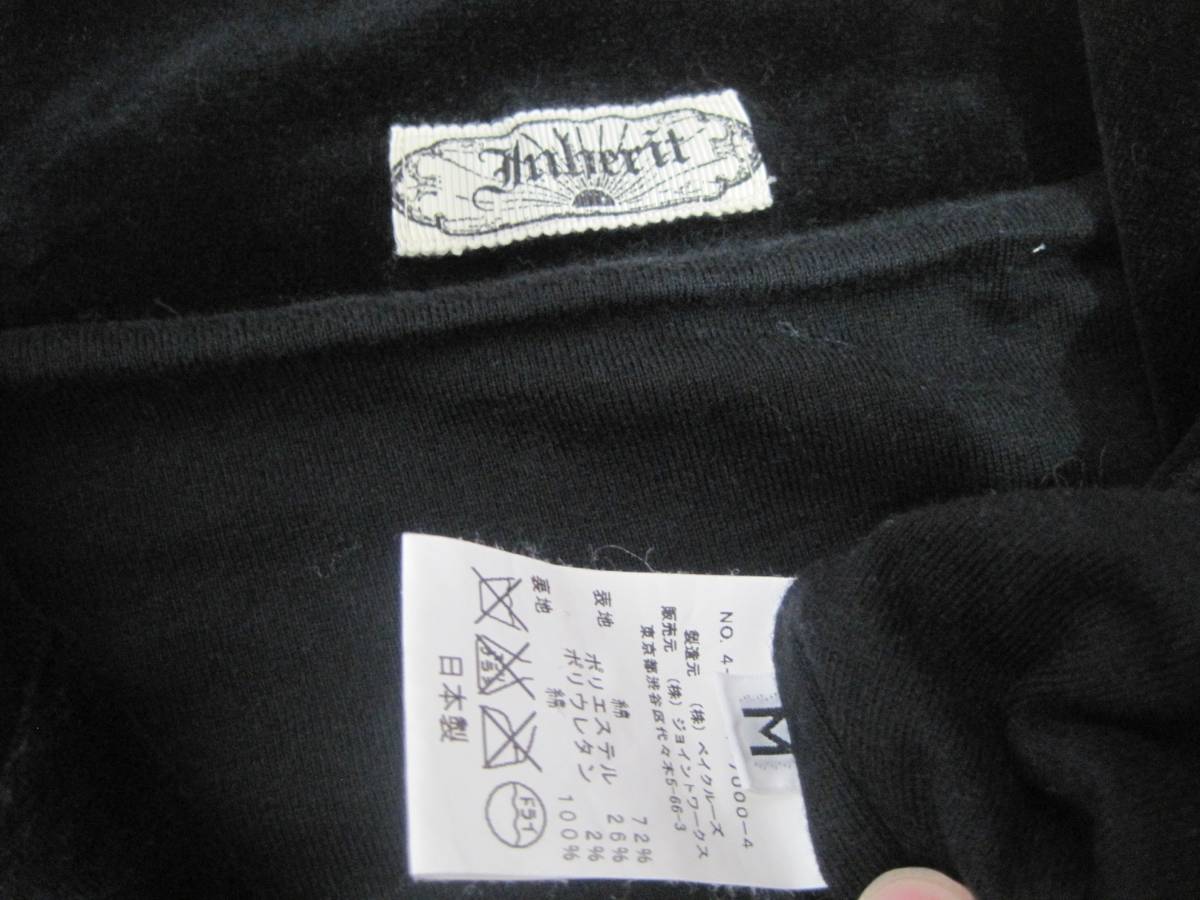 Inherit
M
NO. 4-
7000-4
製造元 (株) ベイクルーズ
販売元 (株) ジョイントワークス
東京都渋谷区代々木5-66-3
表地 綿 72%
ポリエステル 26%
ポリウレタン 2%
裏地 綿 100%
ドライ
日本製